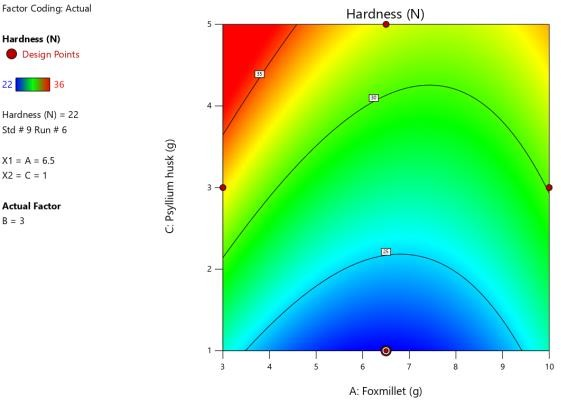 Factor Coding: Actual
Hardness (N)
Design Points
22 36
Hardness (N) = 22
Std # 9 Run # 6
X1 = A = 6.5
X2 = C = 1
Actual Factor
B = 3
Hardness (N)
C: Psyllium husk (g)
5
4
3
2
1
35
30
25
3 4 5 6 7 8 9 10
A: Foxmillet (g)